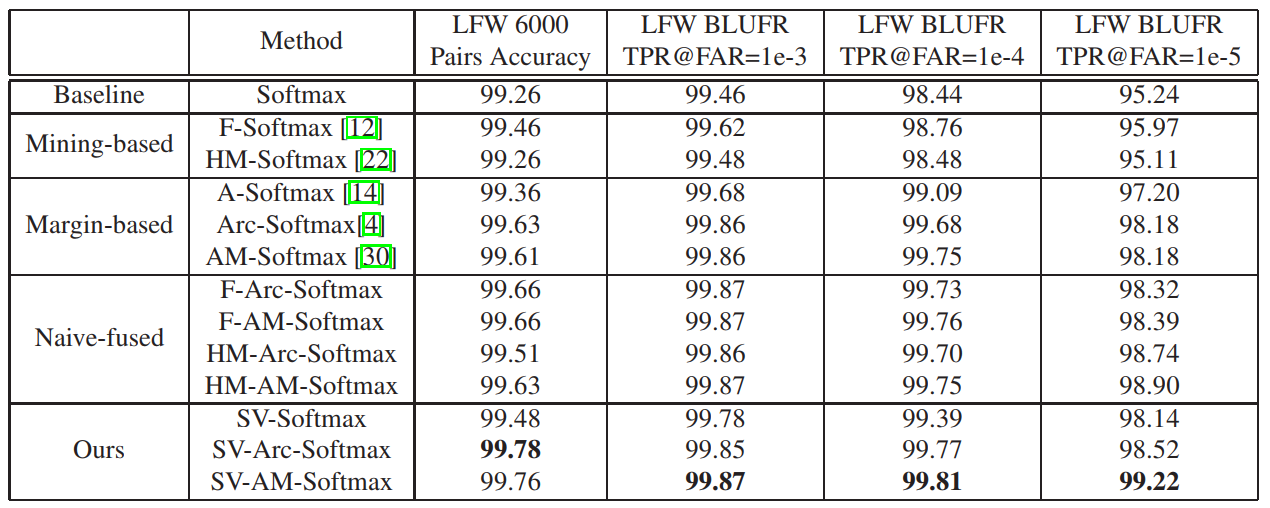 Method LFW 6000 Pairs Accuracy LFW BLUFR TPR@FAR=1e-3 LFW BLUFR TPR@FAR=1e-4 LFW BLUFR TPR@FAR=1e-5
Baseline Softmax 99.26 99.46 98.44 95.24
Mining-based F-Softmax [12] 99.46 99.62 98.76 95.97
HM-Softmax [22] 99.26 99.48 98.48 95.11
Margin-based A-Softmax [14] 99.36 99.68 99.09 97.20
Arc-Softmax[4] 99.63 99.86 99.68 98.18
AM-Softmax [30] 99.61 99.86 99.75 98.18
Naive-fused F-Arc-Softmax 99.66 99.87 99.73 98.32
F-AM-Softmax 99.66 99.87 99.76 98.39
HM-Arc-Softmax 99.51 99.86 99.70 98.74
HM-AM-Softmax 99.63 99.87 99.75 98.90
Ours SV-Softmax 99.48 99.78 99.39 98.14
SV-Arc-Softmax 99.78 99.85 99.77 98.52
SV-AM-Softmax 99.76 99.87 99.81 99.22